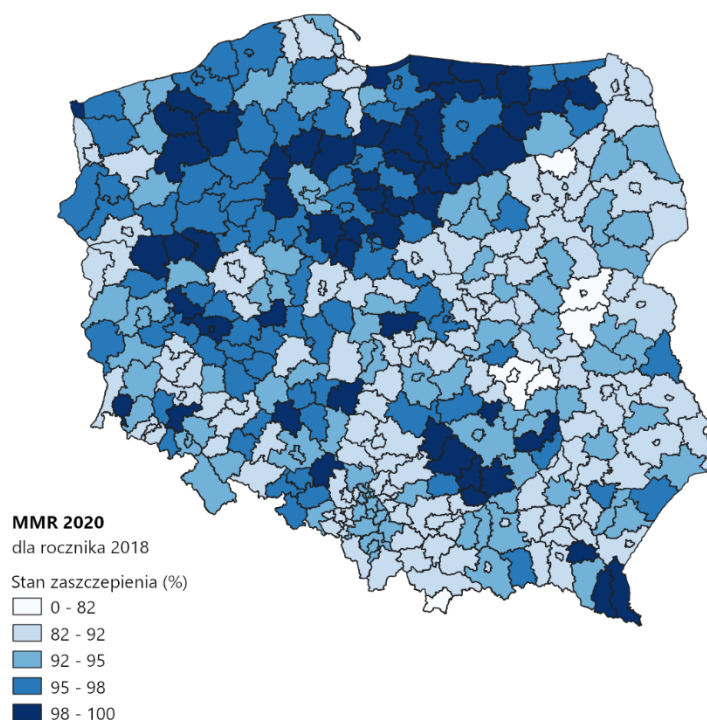 MMR 2020
dla rocznika 2018
Stan zaszczepienia (%)
0 - 82
82 - 92
92 - 95
95 - 98
98 - 100